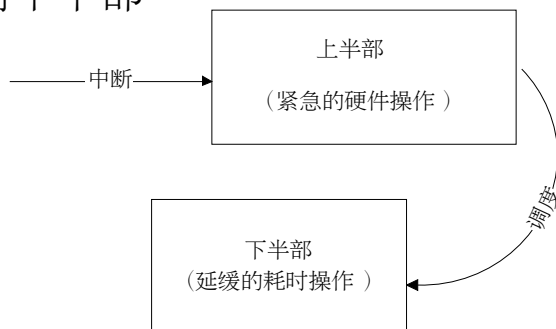 上半部
中断
（紧急的硬件操作 ）
调度
下半部
（延缓的耗时操作 ）